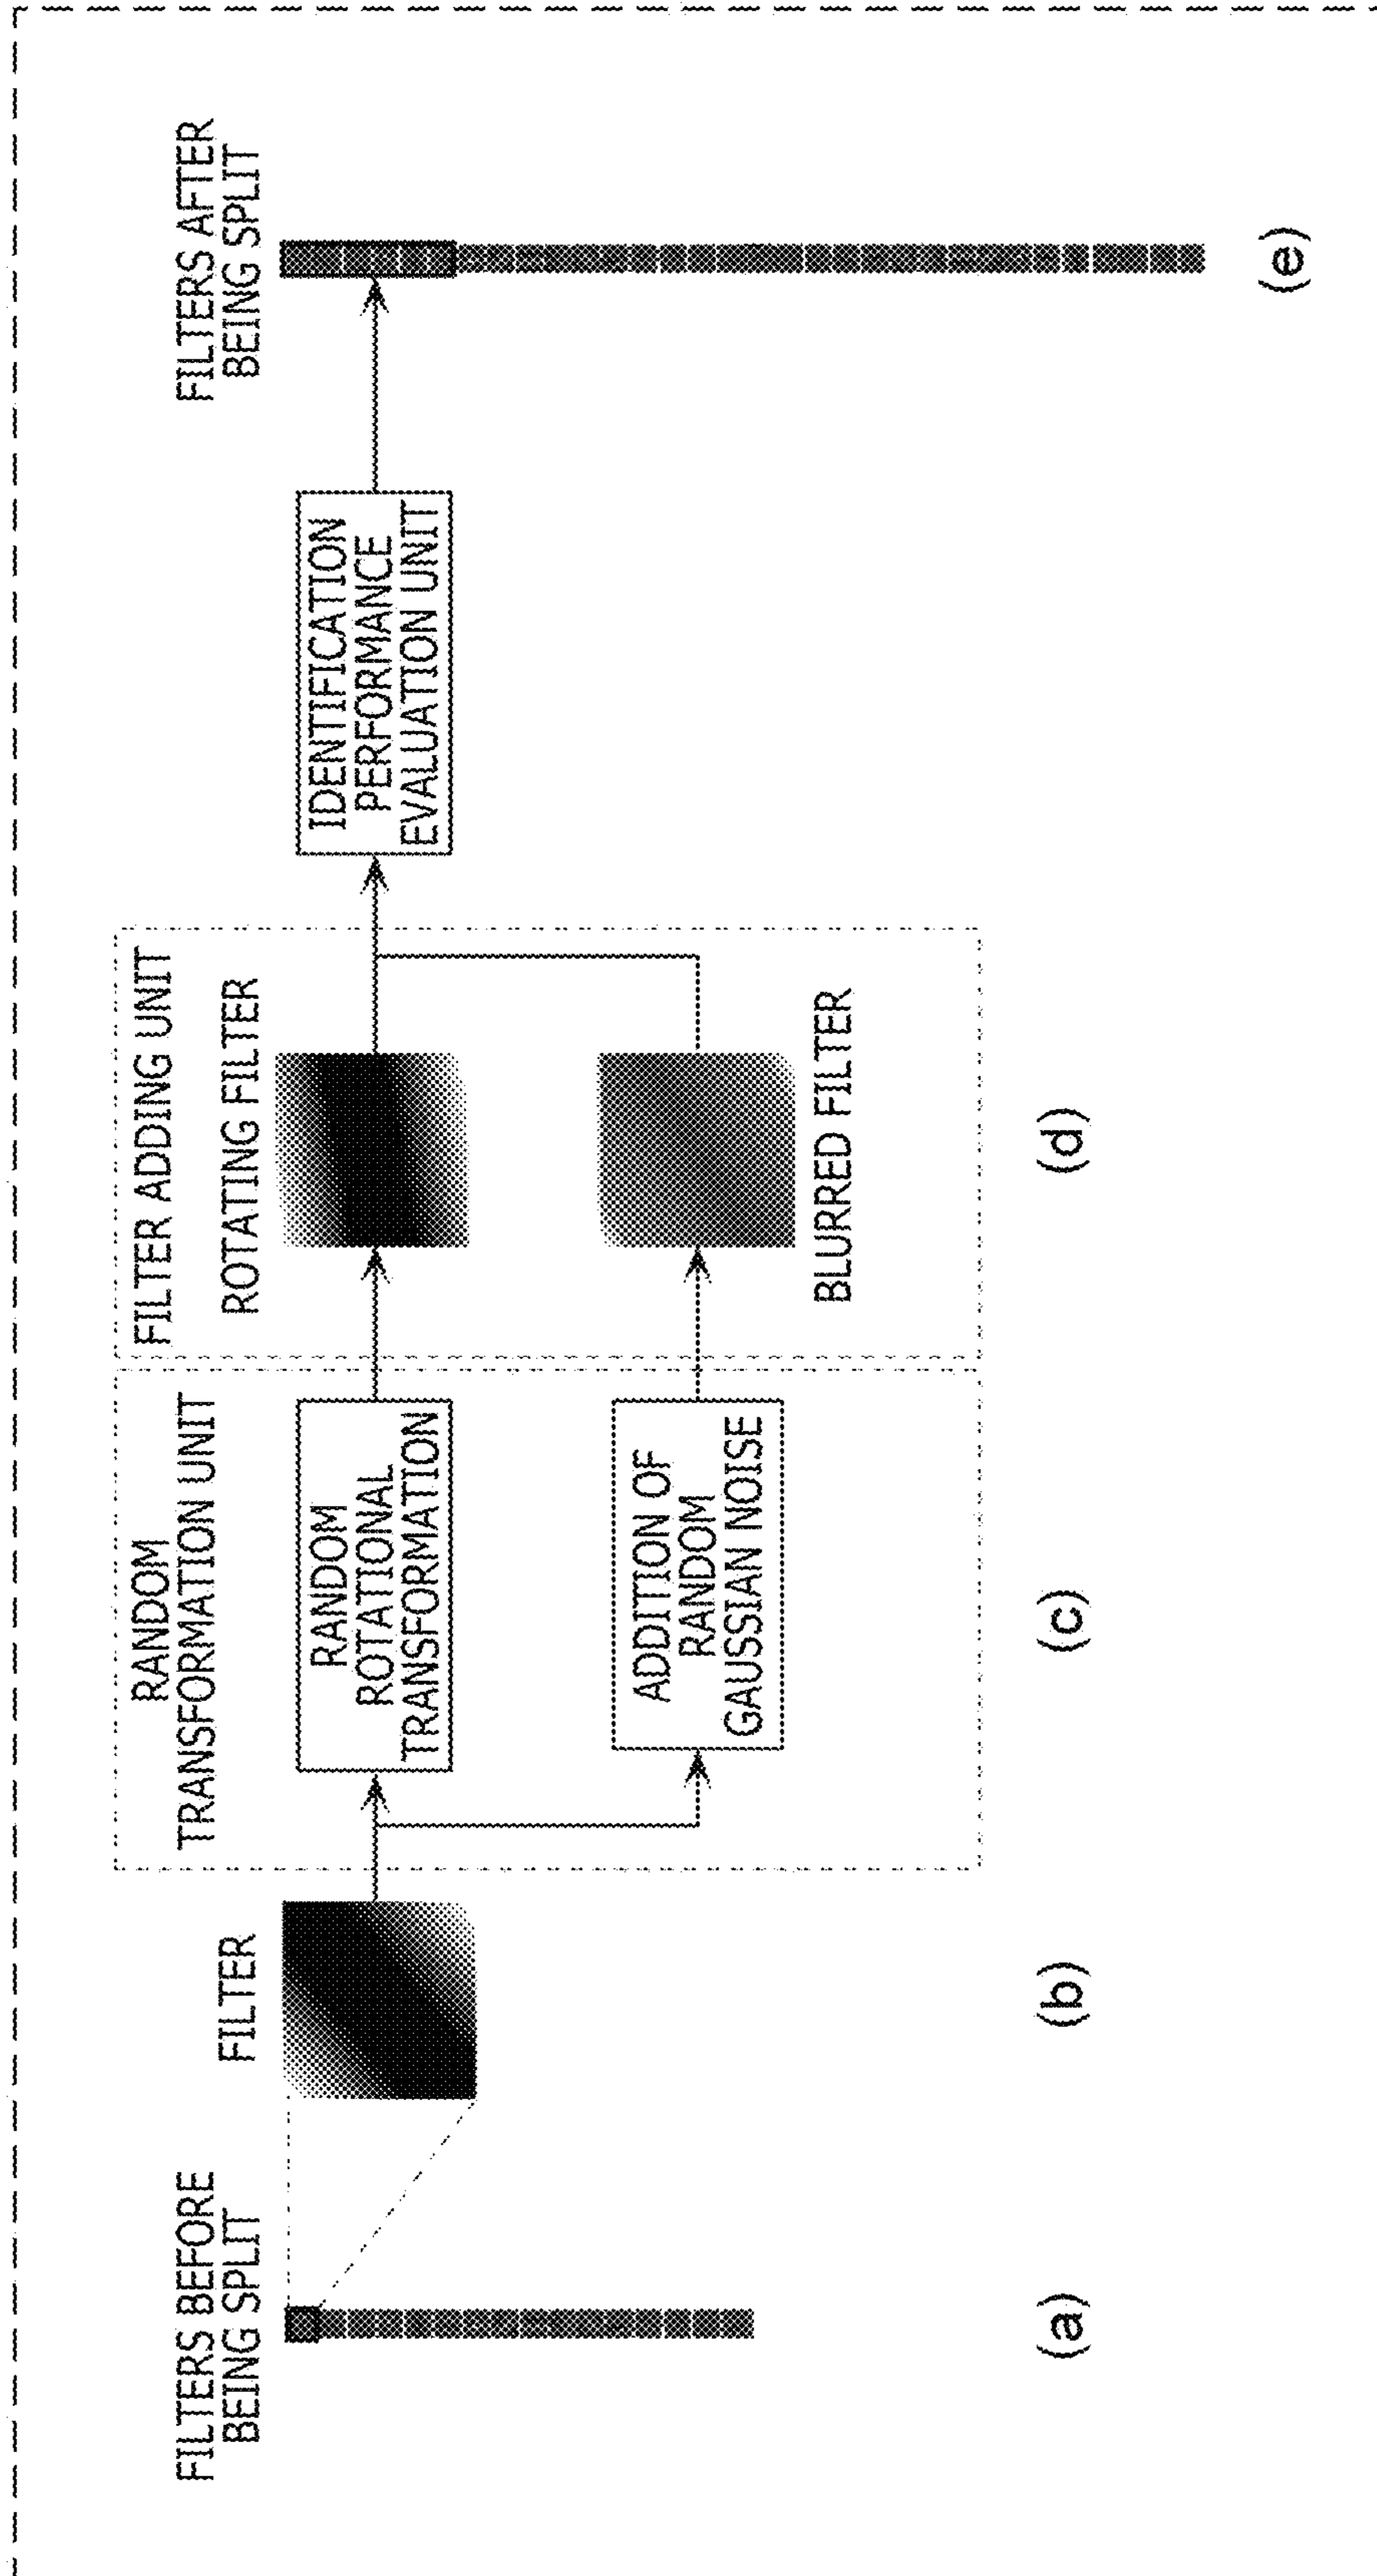 FILTERS BEFORE
BEING SPLIT
(a)
FILTER
(b)
RANDOM
TRANSFORMATION UNIT
RANDOM
ROTATIONAL
TRANSFORMATION
ADDITION OF
RANDOM
GAUSSIAN NOISE
(c)
FILTER ADDING UNIT
ROTATING FILTER
BLURRED FILTER
(d)
IDENTIFICATION
PERFORMANCE
EVALUATION UNIT
FILTERS AFTER
BEING SPLIT
(e)